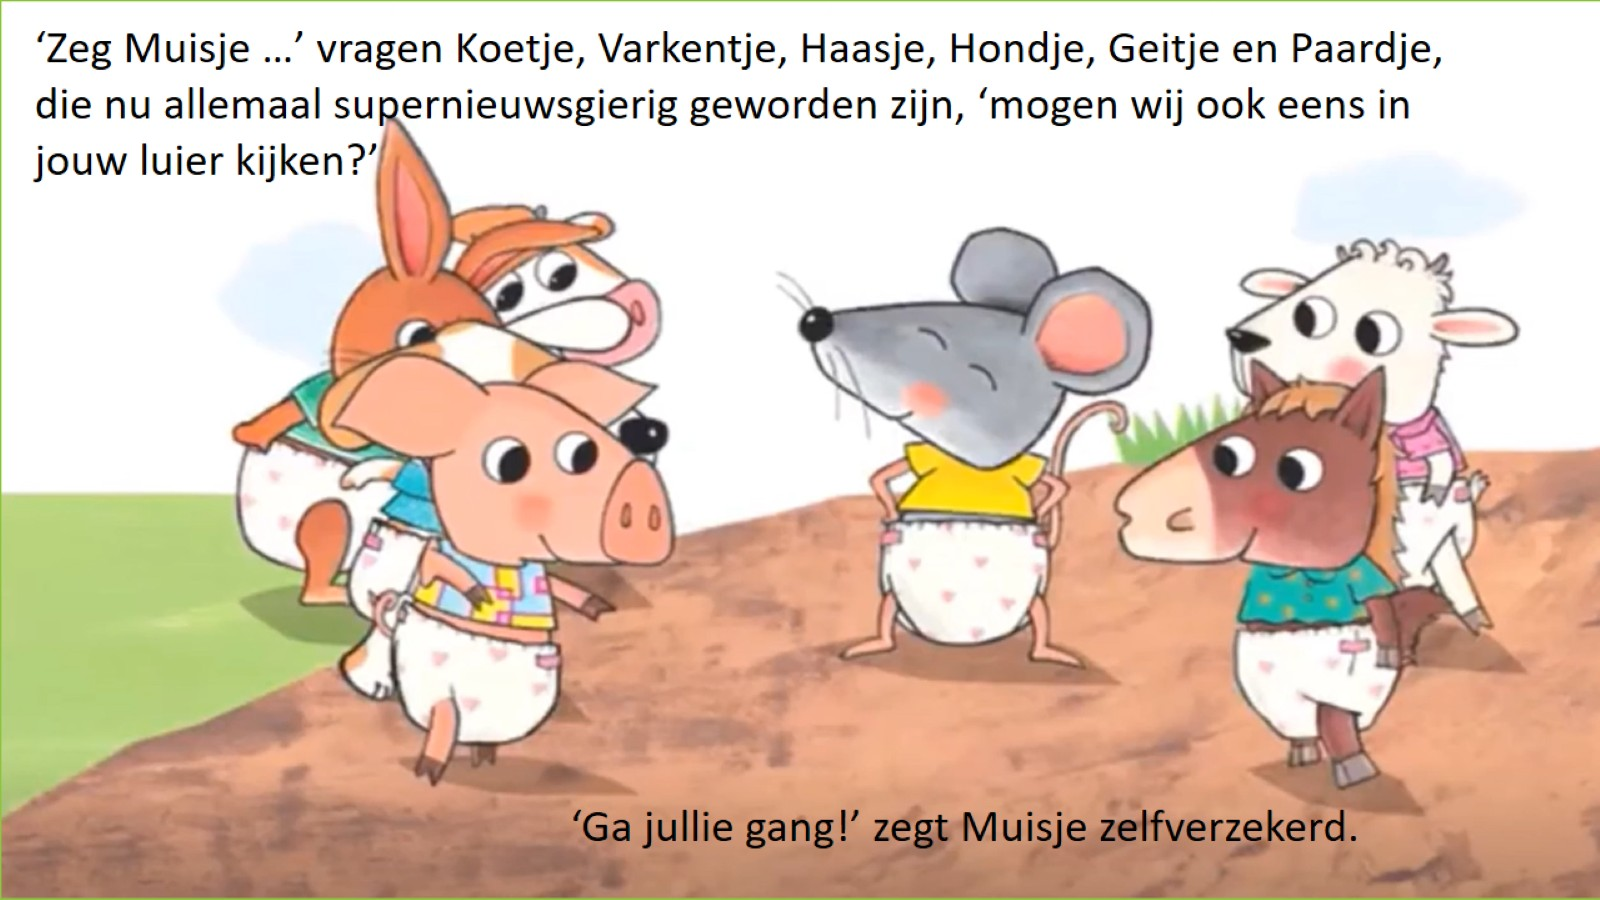 ‘Zeg Muisje ...’ vragen Koetje, Varkentje, Haasje, Hondje, Geitje en Paardje,
die nu allemaal supernieuwsgierig geworden zijn, ‘mogen wij ook eens in
jouw luier kijken?’
‘Ga jullie gang!’ zegt Muisje zelfverzekerd.